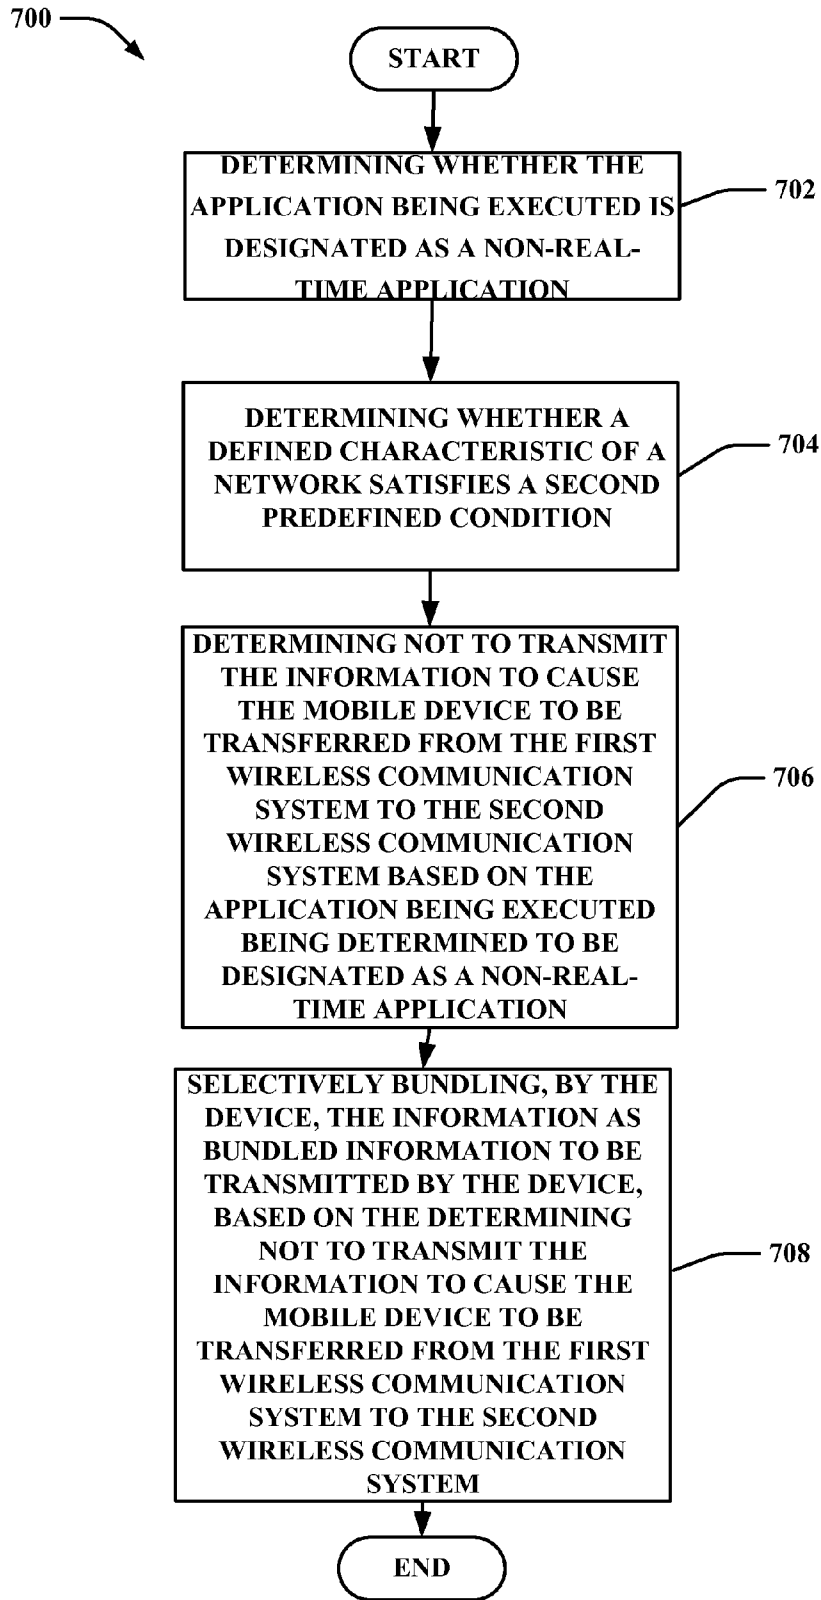 700
START
DETERMINING WHETHER THE
APPLICATION BEING EXECUTED IS
DESIGNATED AS A NON-REAL-
TIME APPLICATION
702
DETERMINING WHETHER A
DEFINED CHARACTERISTIC OF A
NETWORK SATISFIES A SECOND
PREDEFINED CONDITION
704
DETERMINING NOT TO TRANSMIT
THE INFORMATION TO CAUSE
THE MOBILE DEVICE TO BE
TRANSFERRED FROM THE FIRST
WIRELESS COMMUNICATION
SYSTEM TO THE SECOND
WIRELESS COMMUNICATION
SYSTEM BASED ON THE
APPLICATION BEING EXECUTED
BEING DETERMINED TO BE
DESIGNATED AS A NON-REAL-
TIME APPLICATION
706
SELECTIVELY BUNDLING, BY THE
DEVICE, THE INFORMATION AS
BUNDLED INFORMATION TO BE
TRANSMITTED BY THE DEVICE,
BASED ON THE DETERMINING
NOT TO TRANSMIT THE
INFORMATION TO CAUSE THE
MOBILE DEVICE TO BE
TRANSFERRED FROM THE FIRST
WIRELESS COMMUNICATION
SYSTEM TO THE SECOND
WIRELESS COMMUNICATION
SYSTEM
708
END